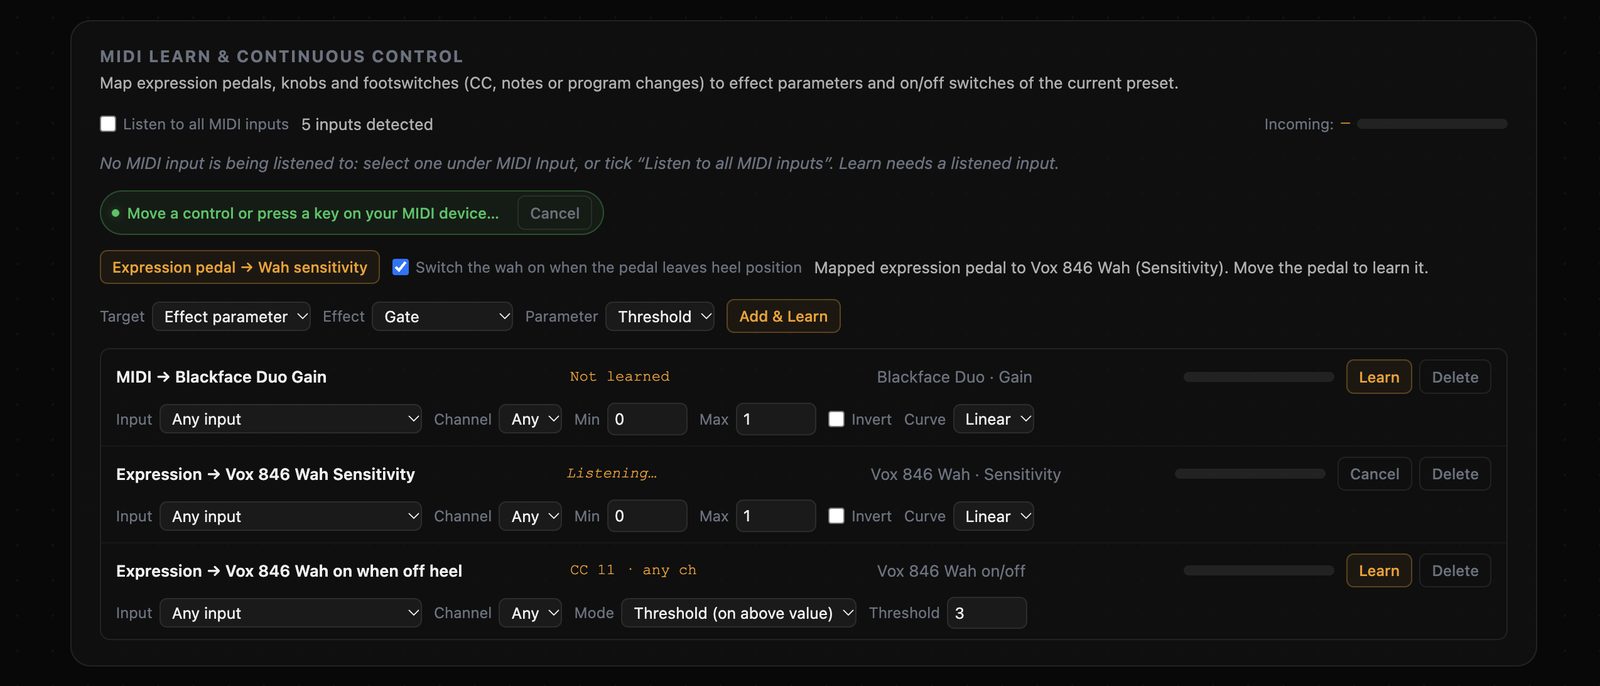 MIDI LEARN & CONTINUOUS CONTROL
Map expression pedals, knobs and footswitches (CC, notes or program changes) to effect parameters and on/off switches of the current preset.
Listen to all MIDI inputs 5 inputs detected Incoming: –
No MIDI input is being listened to: select one under MIDI Input, or tick “Listen to all MIDI inputs”. Learn needs a listened input.
Move a control or press a key on your MIDI device... Cancel
Expression pedal → Wah sensitivity Switch the wah on when the pedal leaves heel position Mapped expression pedal to Vox 846 Wah (Sensitivity). Move the pedal to learn it.
Target Effect parameter Effect Gate Parameter Threshold Add & Learn
MIDI → Blackface Duo Gain Not learned Blackface Duo · Gain Learn Delete
Input Any input Channel Any Min 0 Max 1 Invert Curve Linear
Expression → Vox 846 Wah Sensitivity Listening… Vox 846 Wah · Sensitivity Cancel Delete
Input Any input Channel Any Min 0 Max 1 Invert Curve Linear
Expression → Vox 846 Wah on when off heel CC 11 · any ch Vox 846 Wah on/off Learn Delete
Input Any input Channel Any Mode Threshold (on above value) Threshold 3